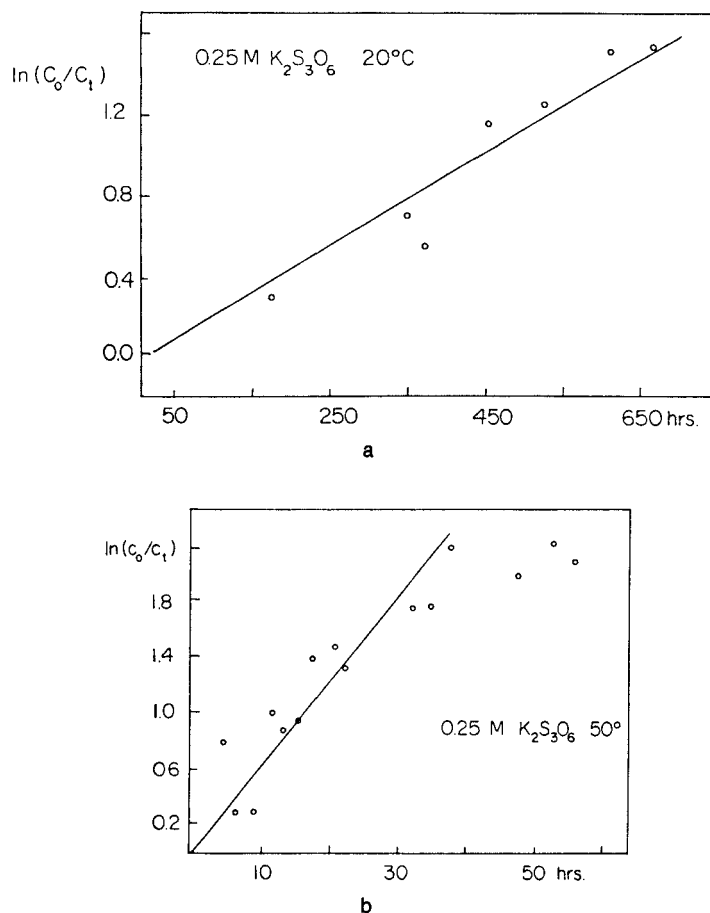 0.25 M K₂S₃O₆ 20°C
ln (C₀/Cₜ)
1.2
0.8
0.4
0.0
50 250 450 650 hrs.
a
ln (c₀/cₜ)
1.8
1.4
1.0
0.6
0.2
0.25 M K₂S₃O₆ 50°
10 30 50 hrs.
b